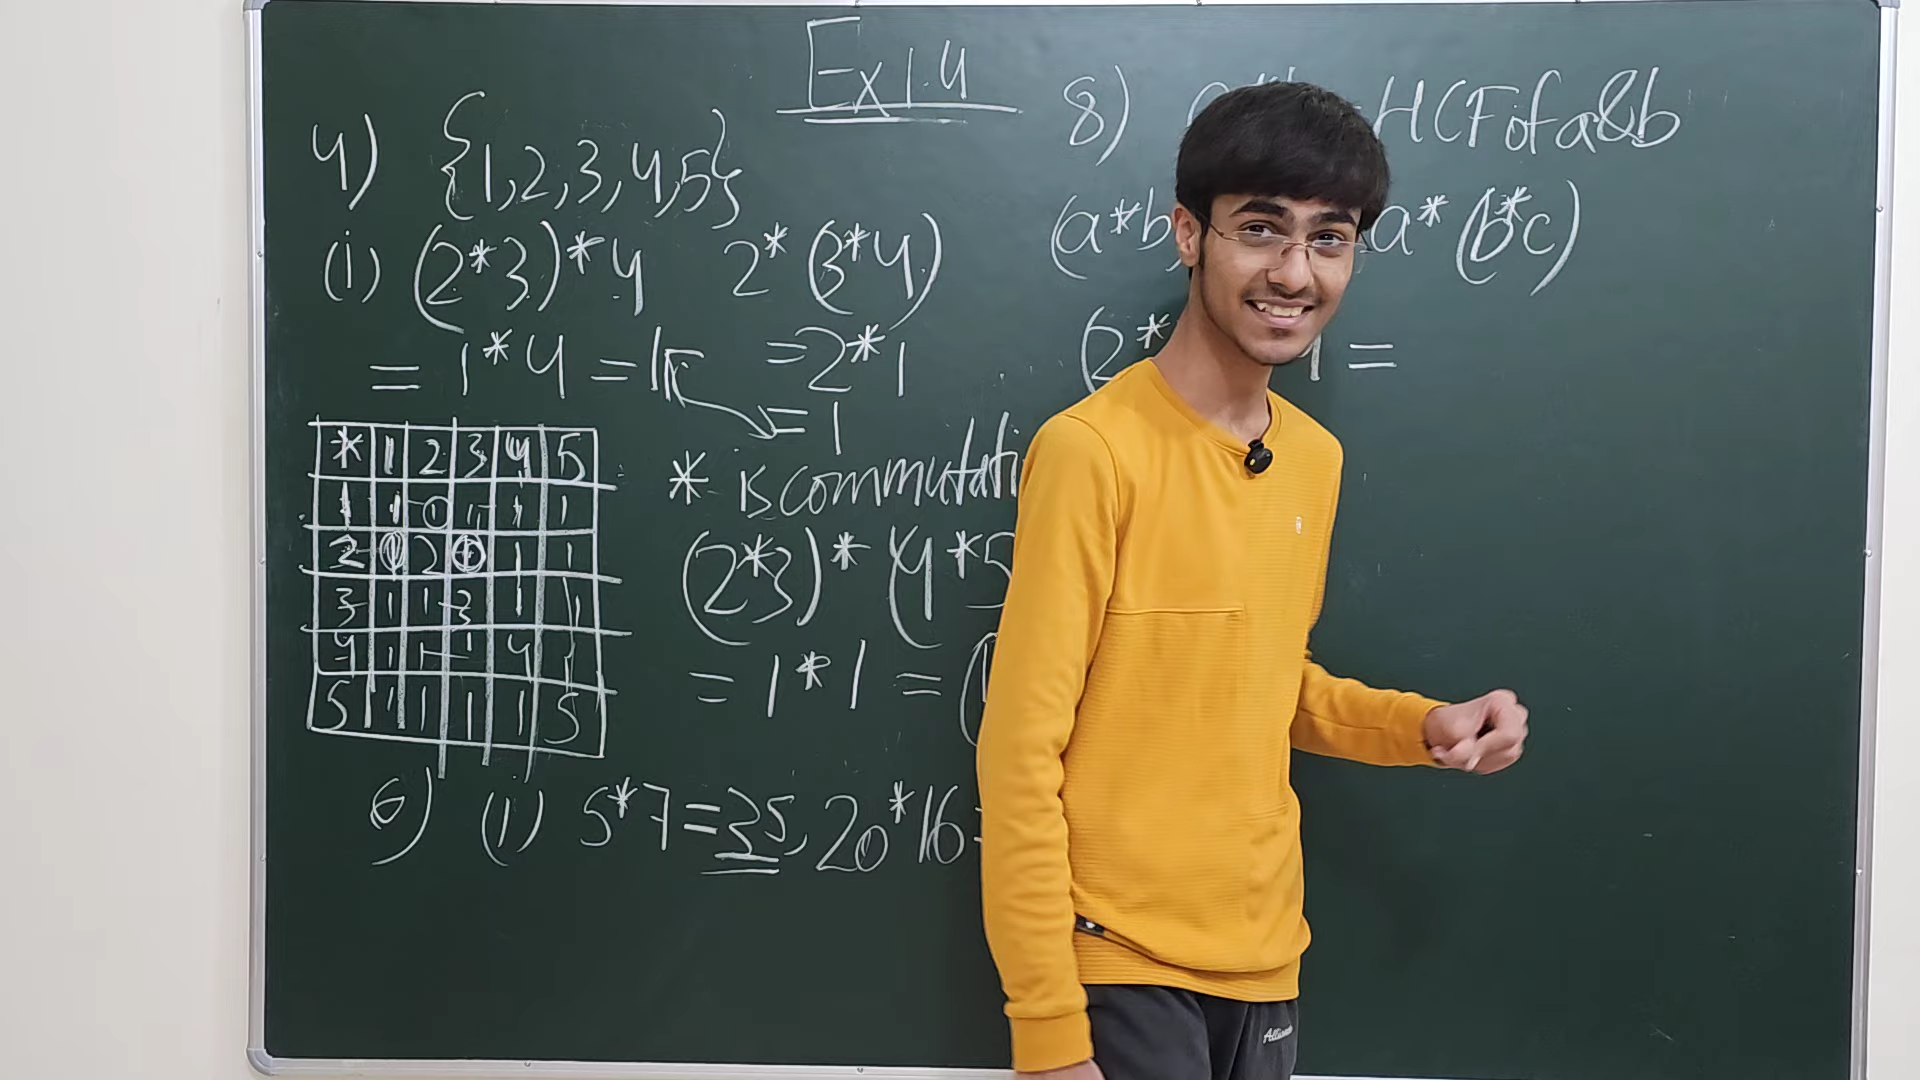 Ex 1.4
4) {1,2,3,4,5}
(i) (2*3)*4 2*(3*4)
= 1*4 = 1 = 2*1
= 1
* 1 2 3 4 5
1 1 1 1 1 1
2 1 2 1 1 1
3 1 1 3 1 1
4 1 1 1 4 1
5 1 1 1 1 5
* is commutati
(2*3)*(4*5
= 1*1 =
6) (i) 5*7=35, 20*16=
8) HCF of a&b
(a*b) a*(b*c)
(2* =